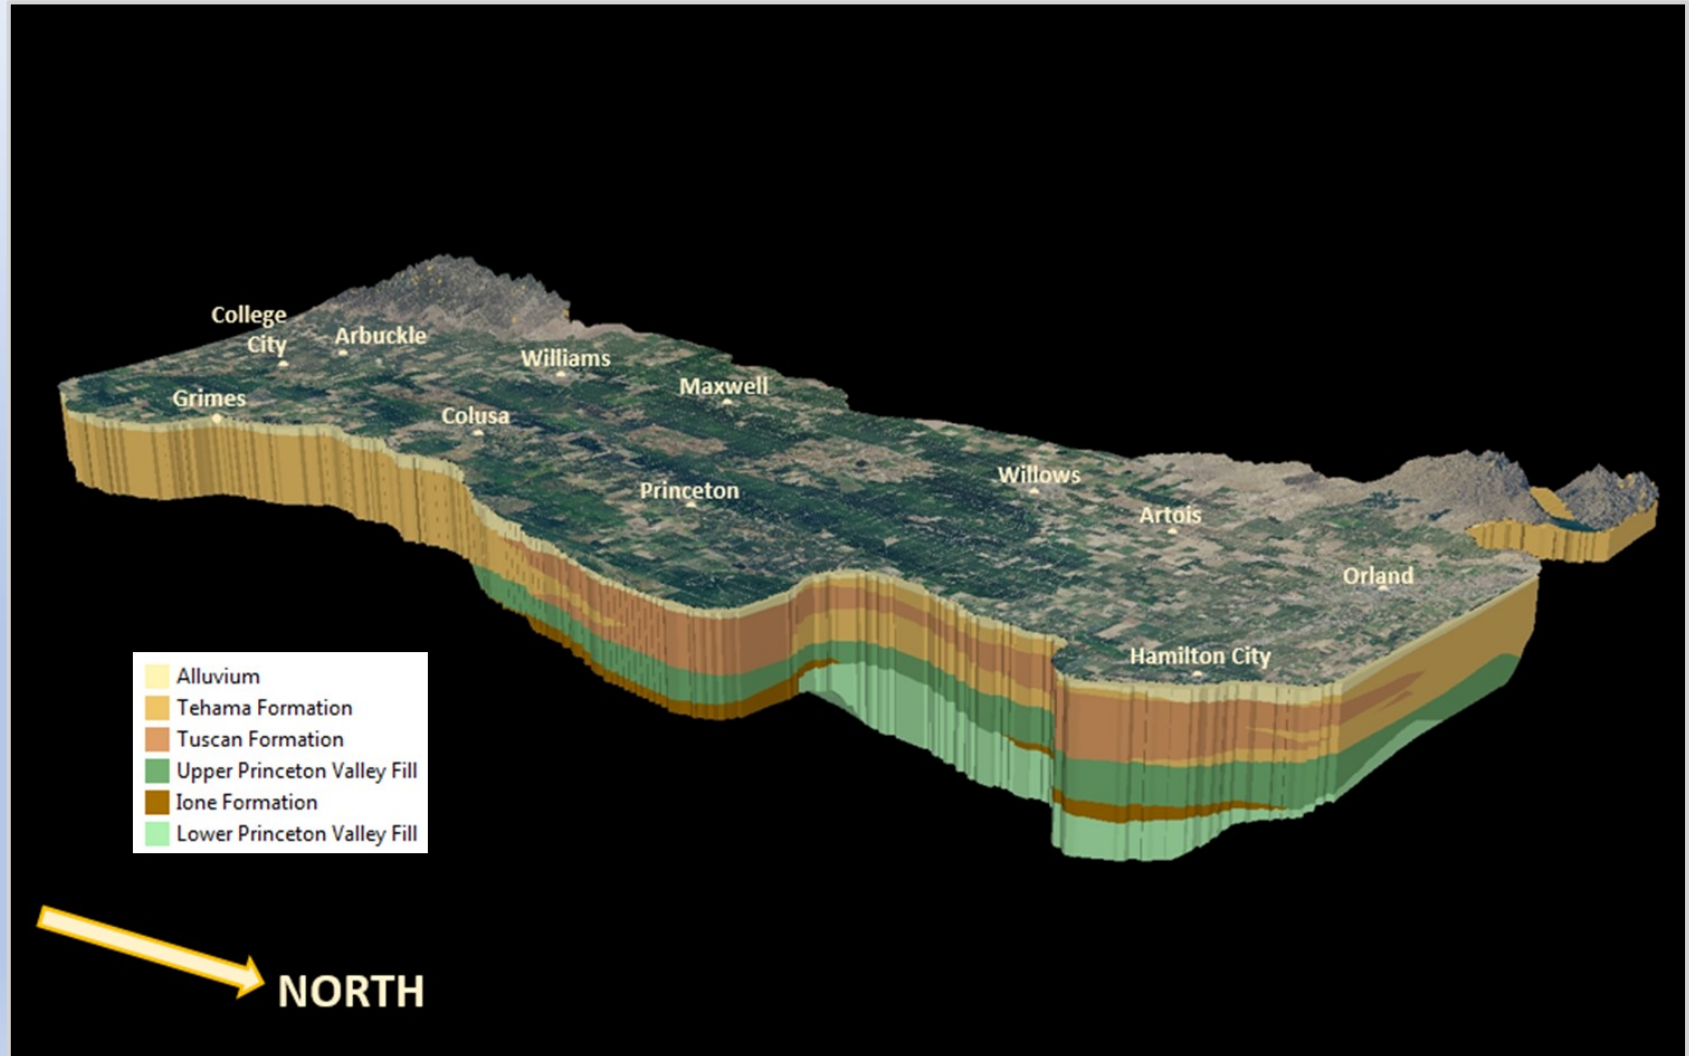 College
City
Arbuckle
Williams
Maxwell
Grimes
Colusa
Princeton
Willows
Artois
Orland
Hamilton City
Alluvium
Tehama Formation
Tuscan Formation
Upper Princeton Valley Fill
Ione Formation
Lower Princeton Valley Fill
NORTH